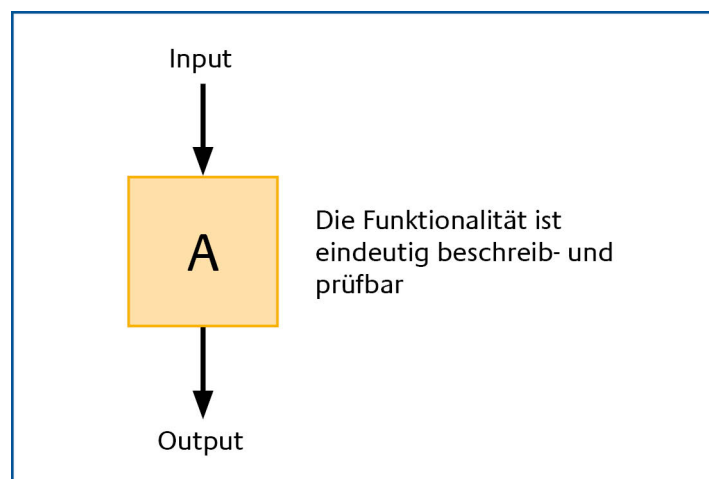 Input
A
Die Funktionalität ist
eindeutig beschreib- und
prüfbar
Output